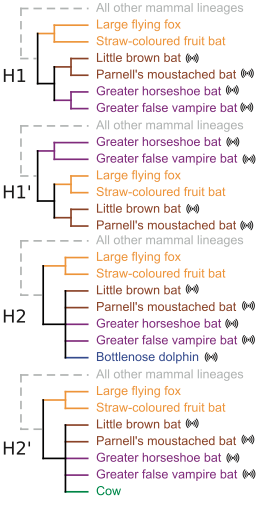 All other mammal lineages
Large flying fox
Straw-coloured fruit bat
Little brown bat
H1
Parnell's moustached bat
Greater horseshoe bat
Greater false vampire bat
All other mammal lineages
Greater horseshoe bat
Greater false vampire bat
Large flying fox
H1'
Straw-coloured fruit bat
Little brown bat
Parnell's moustached bat
All other mammal lineages
Large flying fox
Straw-coloured fruit bat
Little brown bat
Parnell's moustached bat
H2
Greater horseshoe bat
Greater false vampire bat
Bottlenose dolphin
All other mammal lineages
Large flying fox
Straw-coloured fruit bat
Little brown bat
H2'
Parnell's moustached bat
Greater horseshoe bat
Greater false vampire bat
Cow